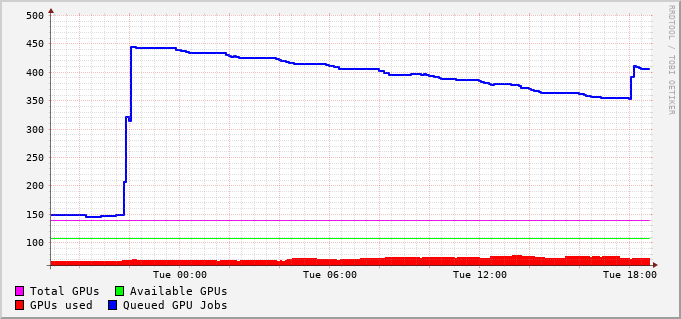 500
450
400
350
300
250
200
150
100
Tue 00:00 Tue 06:00 Tue 12:00 Tue 18:00
Total GPUs Available GPUs
GPUs used Queued GPU Jobs
RRDTOOL / TOBI OETIKER